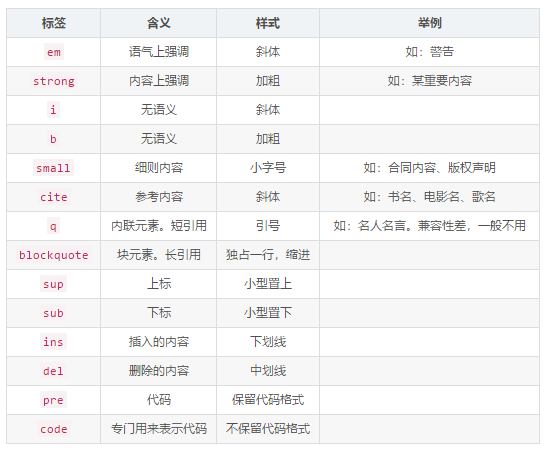 标签 含义 样式 举例
em 语气上强调 斜体 如：警告
strong 内容上强调 加粗 如：某重要内容
i 无语义 斜体
b 无语义 加粗
small 细则内容 小字号 如：合同内容、版权声明
cite 参考内容 斜体 如：书名、电影名、歌名
q 内联元素。短引用 引号 如：名人名言。兼容性差，一般不用
blockquote 块元素。长引用 独占一行，缩进
sup 上标 小型置上
sub 下标 小型置下
ins 插入的内容 下划线
del 删除的内容 中划线
pre 代码 保留代码格式
code 专门用来表示代码 不保留代码格式